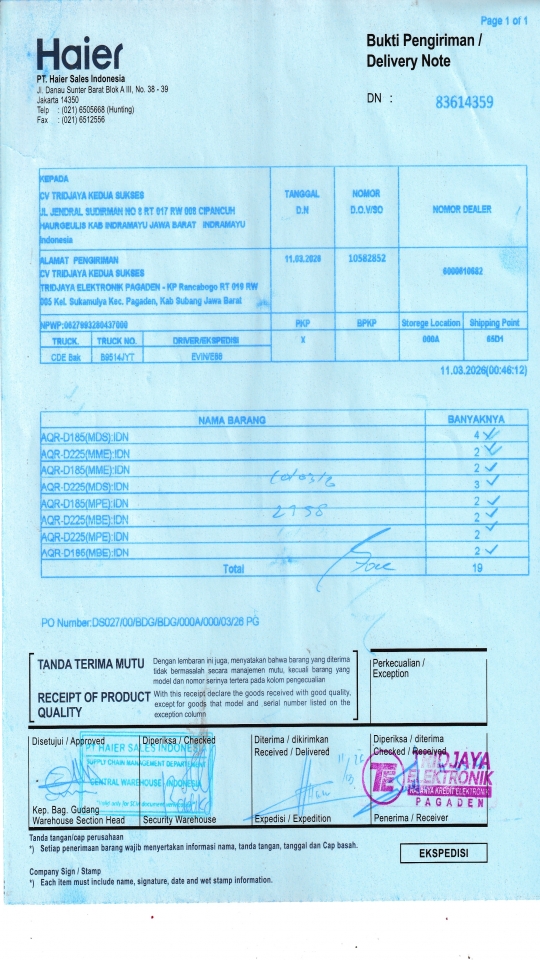 Page 1 of 1
Haier
Bukti Pengiriman /
Delivery Note
PT. Haier Sales Indonesia
Jl. Danau Sunter Barat Blok A III, No. 38 - 39
Jakarta 14350
Telp : (021) 6505668 (Hunting)
Fax : (021) 6512556
DN : 83614359
KEPADA
CV TRIDJAYA KEDUA SUKSES
JL JENDRAL SUDIRMAN NO 8 RT 017 RW 008 CIPANCUH
HAURGEULIS KAB INDRAMAYU JAWA BARAT INDRAMAYU
Indonesia
TANGGAL
D.N
NOMOR
D.O./SO
NOMOR DEALER
ALAMAT PENGIRIMAN
CV TRIDJAYA KEDUA SUKSES
TRIDJAYA ELEKTRONIK PAGADEN - KP Rancabogo RT 019 RW
005 Kel. Sukamulya Kec. Pagaden, Kab Subang Jawa Barat
11.03.2026
10582852
NPWP:0627993280437000
PKP
BPKP
Storege Location
Shipping Point
TRUCK.
TRUCK NO.
DRIVER/EKSPEDISI
X
000A
65D1
CDE Bak
B9514JYT
11.03.2026(00:46:12)
NAMA BARANG
BANYAKNYA
AQR-D185(MDS);IDN 4
AQR-D225(MME);IDN 2
AQR-D185(MME);IDN 2
AQR-D225(MDS);IDN 3
AQR-D185(MPE);IDN 2
AQR-D225(MBE);IDN 2
AQR-D225(MPE);IDN 2
AQR-D185(MBE);IDN 2
Total 19
PO Number:DS027/00/BDG/BDG/000A/000/03/26 PG
TANDA TERIMA MUTU
Dengan lembaran ini juga, menyatakan bahwa barang yang diterima
tidak bermasalah secara manajemen mutu, kecuali barang yang
model dan nomor serinya tertera pada kolom pengecualian
RECEIPT OF PRODUCT
QUALITY
With this receipt declare the goods received with good quality,
except for goods that model and .serial number listed on the
exception column
Perkecualian /
Exception
Disetujui / Approved
Diperiksa / Checked
Diterima / dikirimkan
Received / Delivered
Diperiksa / diterima
Checked / Received
PT HAIER SALES INDONESIA
SUPPLY CHAIN MANAGEMENT DEPARTEMENT
CENTRAL WAREHOUSE - INDONESIA
TE
TRIDJAYA
ELEKTRONIK
RAJANYA KREDIT ELEKTRONIK
PAGADEN
Kep. Bag. Gudang
Warehouse Section Head
Security Warehouse
Expedisi / Expedition
Penerima / Receiver
Tanda tangan/cap perusahaan
*) Setiap penerimaan barang wajib menyertakan informasi nama, tanda tangan, tanggal dan Cap basah.
EKSPEDISI
Company Sign / Stamp
*) Each item must include name, signature, date and wet stamp information.